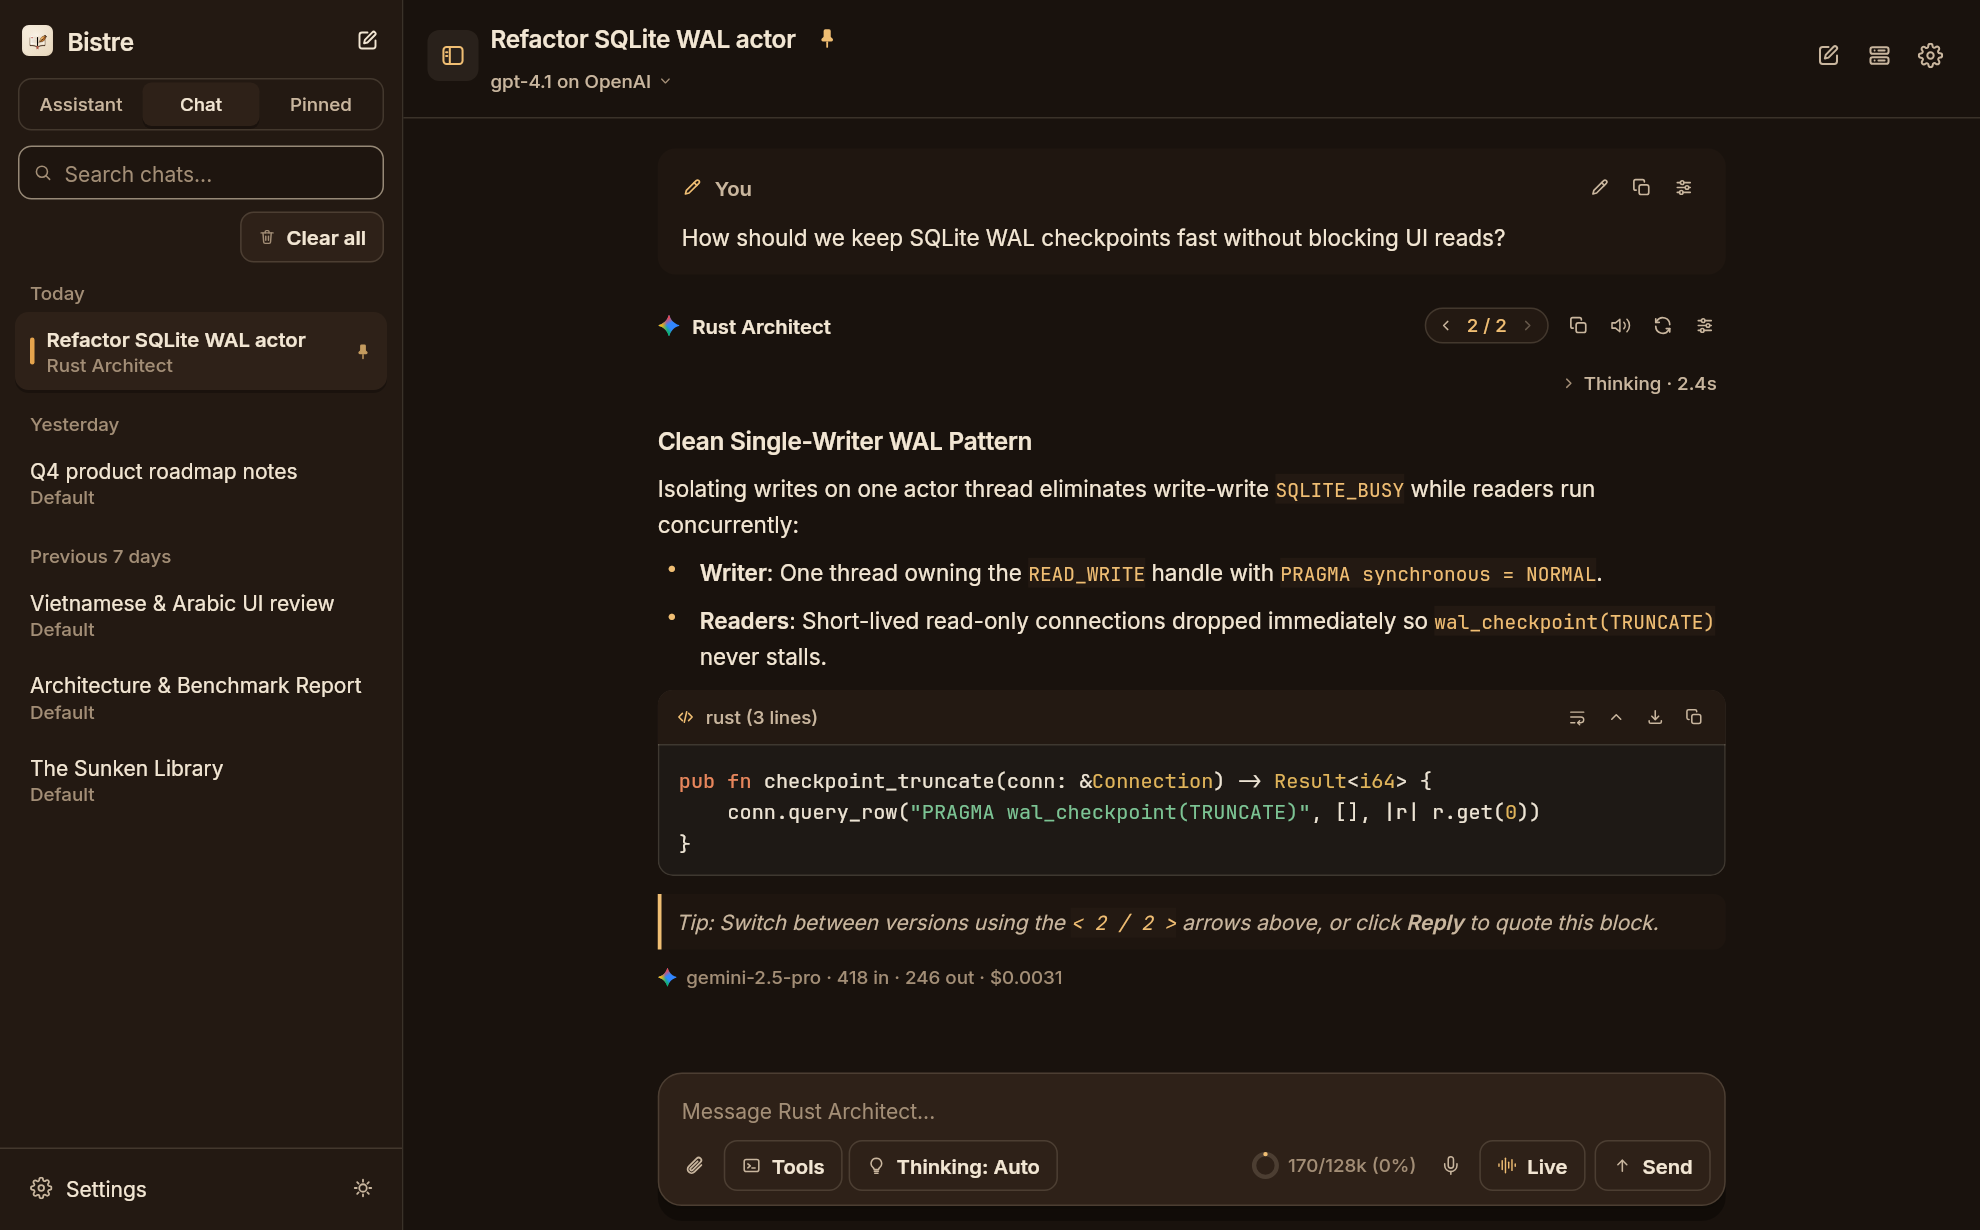 Bistre
Assistant
Chat
Pinned
Search chats...
Clear all
Today
Refactor SQLite WAL actor
Rust Architect
Yesterday
Q4 product roadmap notes
Default
Previous 7 days
Vietnamese & Arabic UI review
Default
Architecture & Benchmark Report
Default
The Sunken Library
Default
Settings
Refactor SQLite WAL actor
gpt-4.1 on OpenAI
You
How should we keep SQLite WAL checkpoints fast without blocking UI reads?
Rust Architect
2 / 2
Thinking · 2.4s
Clean Single-Writer WAL Pattern
Isolating writes on one actor thread eliminates write-write SQLITE_BUSY while readers run
concurrently:
• Writer: One thread owning the READ_WRITE handle with PRAGMA synchronous = NORMAL.
• Readers: Short-lived read-only connections dropped immediately so wal_checkpoint(TRUNCATE)
never stalls.
rust (3 lines)
pub fn checkpoint_truncate(conn: &Connection) -> Result<i64> {
    conn.query_row("PRAGMA wal_checkpoint(TRUNCATE)", [], |r| r.get(0))
}
Tip: Switch between versions using the < 2 / 2 > arrows above, or click Reply to quote this block.
gemini-2.5-pro · 418 in · 246 out · $0.0031
Message Rust Architect...
Tools
Thinking: Auto
170/128k (0%)
Live
Send